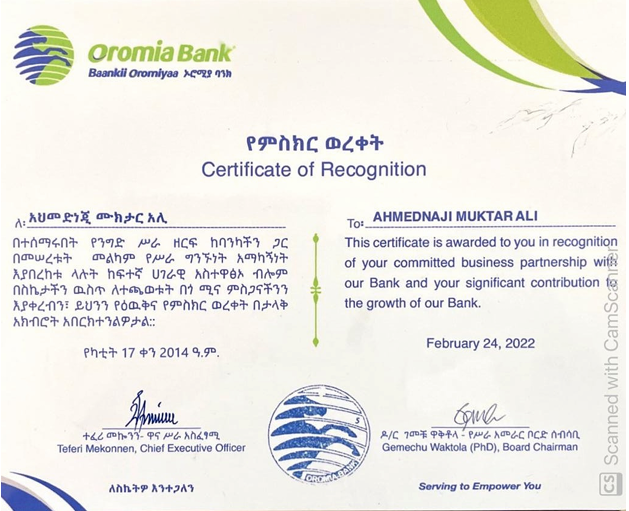 Oromia Bank
Baankii Oromiyaa ኦሮሚያ ባንክ
የምስክር ወረቀት
Certificate of Recognition
ለ: አህመድነጂ ሙክታር አሊ
በተሰማሩበት የንግድ ሥራ ዘርፍ ከባንካችን ጋር
በመሠረቱት መልካም የሥራ ግንኙነት አማካኝነት
እያበረከቱ ላሉት ከፍተኛ ሀገራዊ አስተዋፅኦ ብሎም
በስኬታችን ዉስጥ ለተጫወቱት በጎ ሚና ምስጋናችንን
እያቀረብን፣ ይህንን የዕዉቅና የምስክር ወረቀት በታላቅ
አክብሮት አበርክተንልዎታል፡፡
የካቲት 17 ቀን 2014 ዓ.ም.
To: AHMEDNAJI MUKTAR ALI
This certificate is awarded to you in recognition
of your committed business partnership with
our Bank and your significant contribution to
the growth of our Bank.
February 24, 2022
ተፈሪ መኮንን- ዋና ሥራ አስፈፃሚ
Teferi Mekonnen, Chief Executive Officer
ለስኬትዎ እንተጋለን
OROMIA BANK
ዶ/ር ገመቹ ዋቅቶላ - የሥራ አመራር ቦርድ ሰብሳቢ
Gemechu Waktola (PhD), Board Chairman
Serving to Empower You
CS Scanned with CamScanner